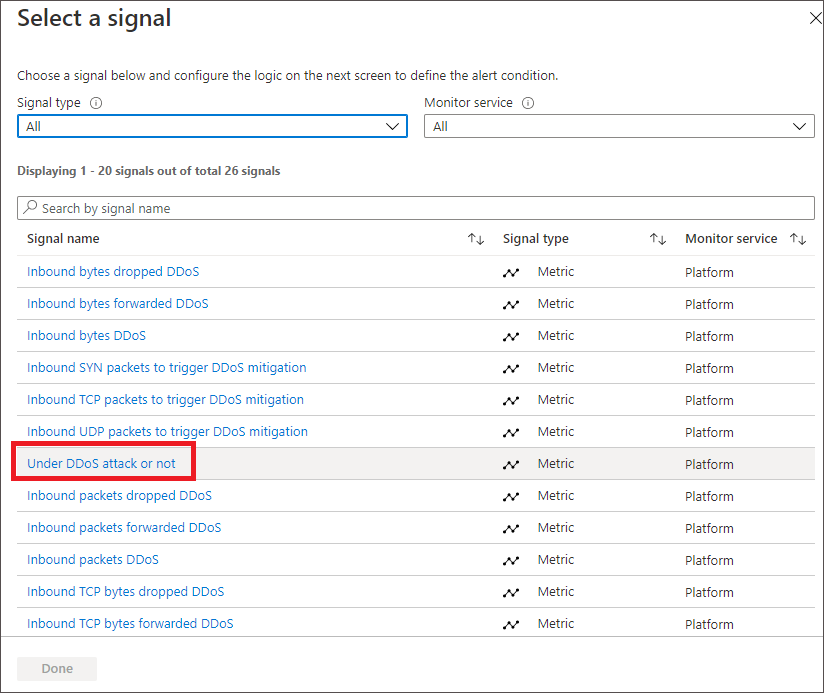 Select a signal
Choose a signal below and configure the logic on the next screen to define the alert condition.
Signal type Monitor service
All All
Displaying 1 - 20 signals out of total 26 signals
Search by signal name
Signal name Signal type Monitor service
Inbound bytes dropped DDoS Metric Platform
Inbound bytes forwarded DDoS Metric Platform
Inbound bytes DDoS Metric Platform
Inbound SYN packets to trigger DDoS mitigation Metric Platform
Inbound TCP packets to trigger DDoS mitigation Metric Platform
Inbound UDP packets to trigger DDoS mitigation Metric Platform
Under DDoS attack or not Metric Platform
Inbound packets dropped DDoS Metric Platform
Inbound packets forwarded DDoS Metric Platform
Inbound packets DDoS Metric Platform
Inbound TCP bytes dropped DDoS Metric Platform
Inbound TCP bytes forwarded DDoS Metric Platform
Done